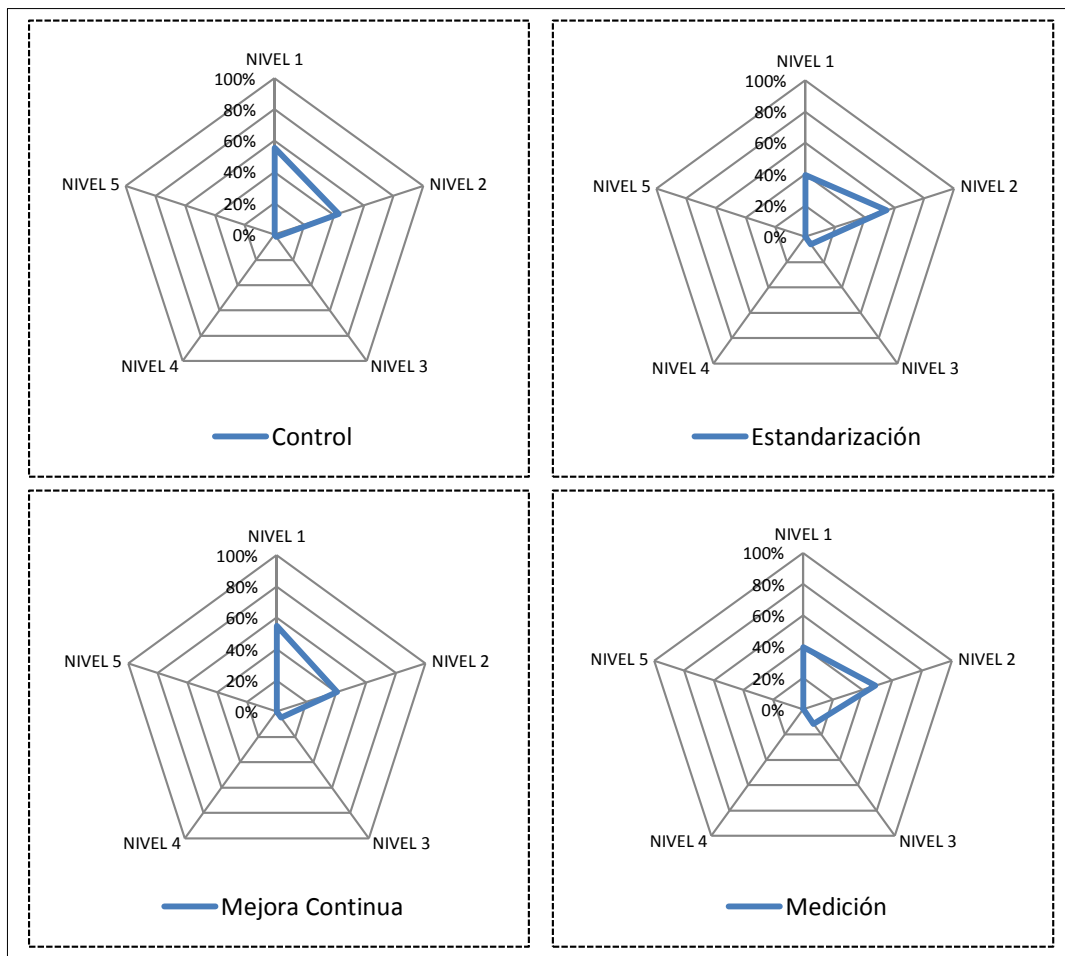 NIVEL 1
100%
80%
60%
40%
20%
0%
NIVEL 5
NIVEL 2
NIVEL 4
NIVEL 3
Control
NIVEL 1
100%
80%
60%
40%
20%
0%
NIVEL 5
NIVEL 2
NIVEL 4
NIVEL 3
Estandarización
NIVEL 1
100%
80%
60%
40%
20%
0%
NIVEL 5
NIVEL 2
NIVEL 4
NIVEL 3
Mejora Continua
NIVEL 1
100%
80%
60%
40%
20%
0%
NIVEL 5
NIVEL 2
NIVEL 4
NIVEL 3
Medición